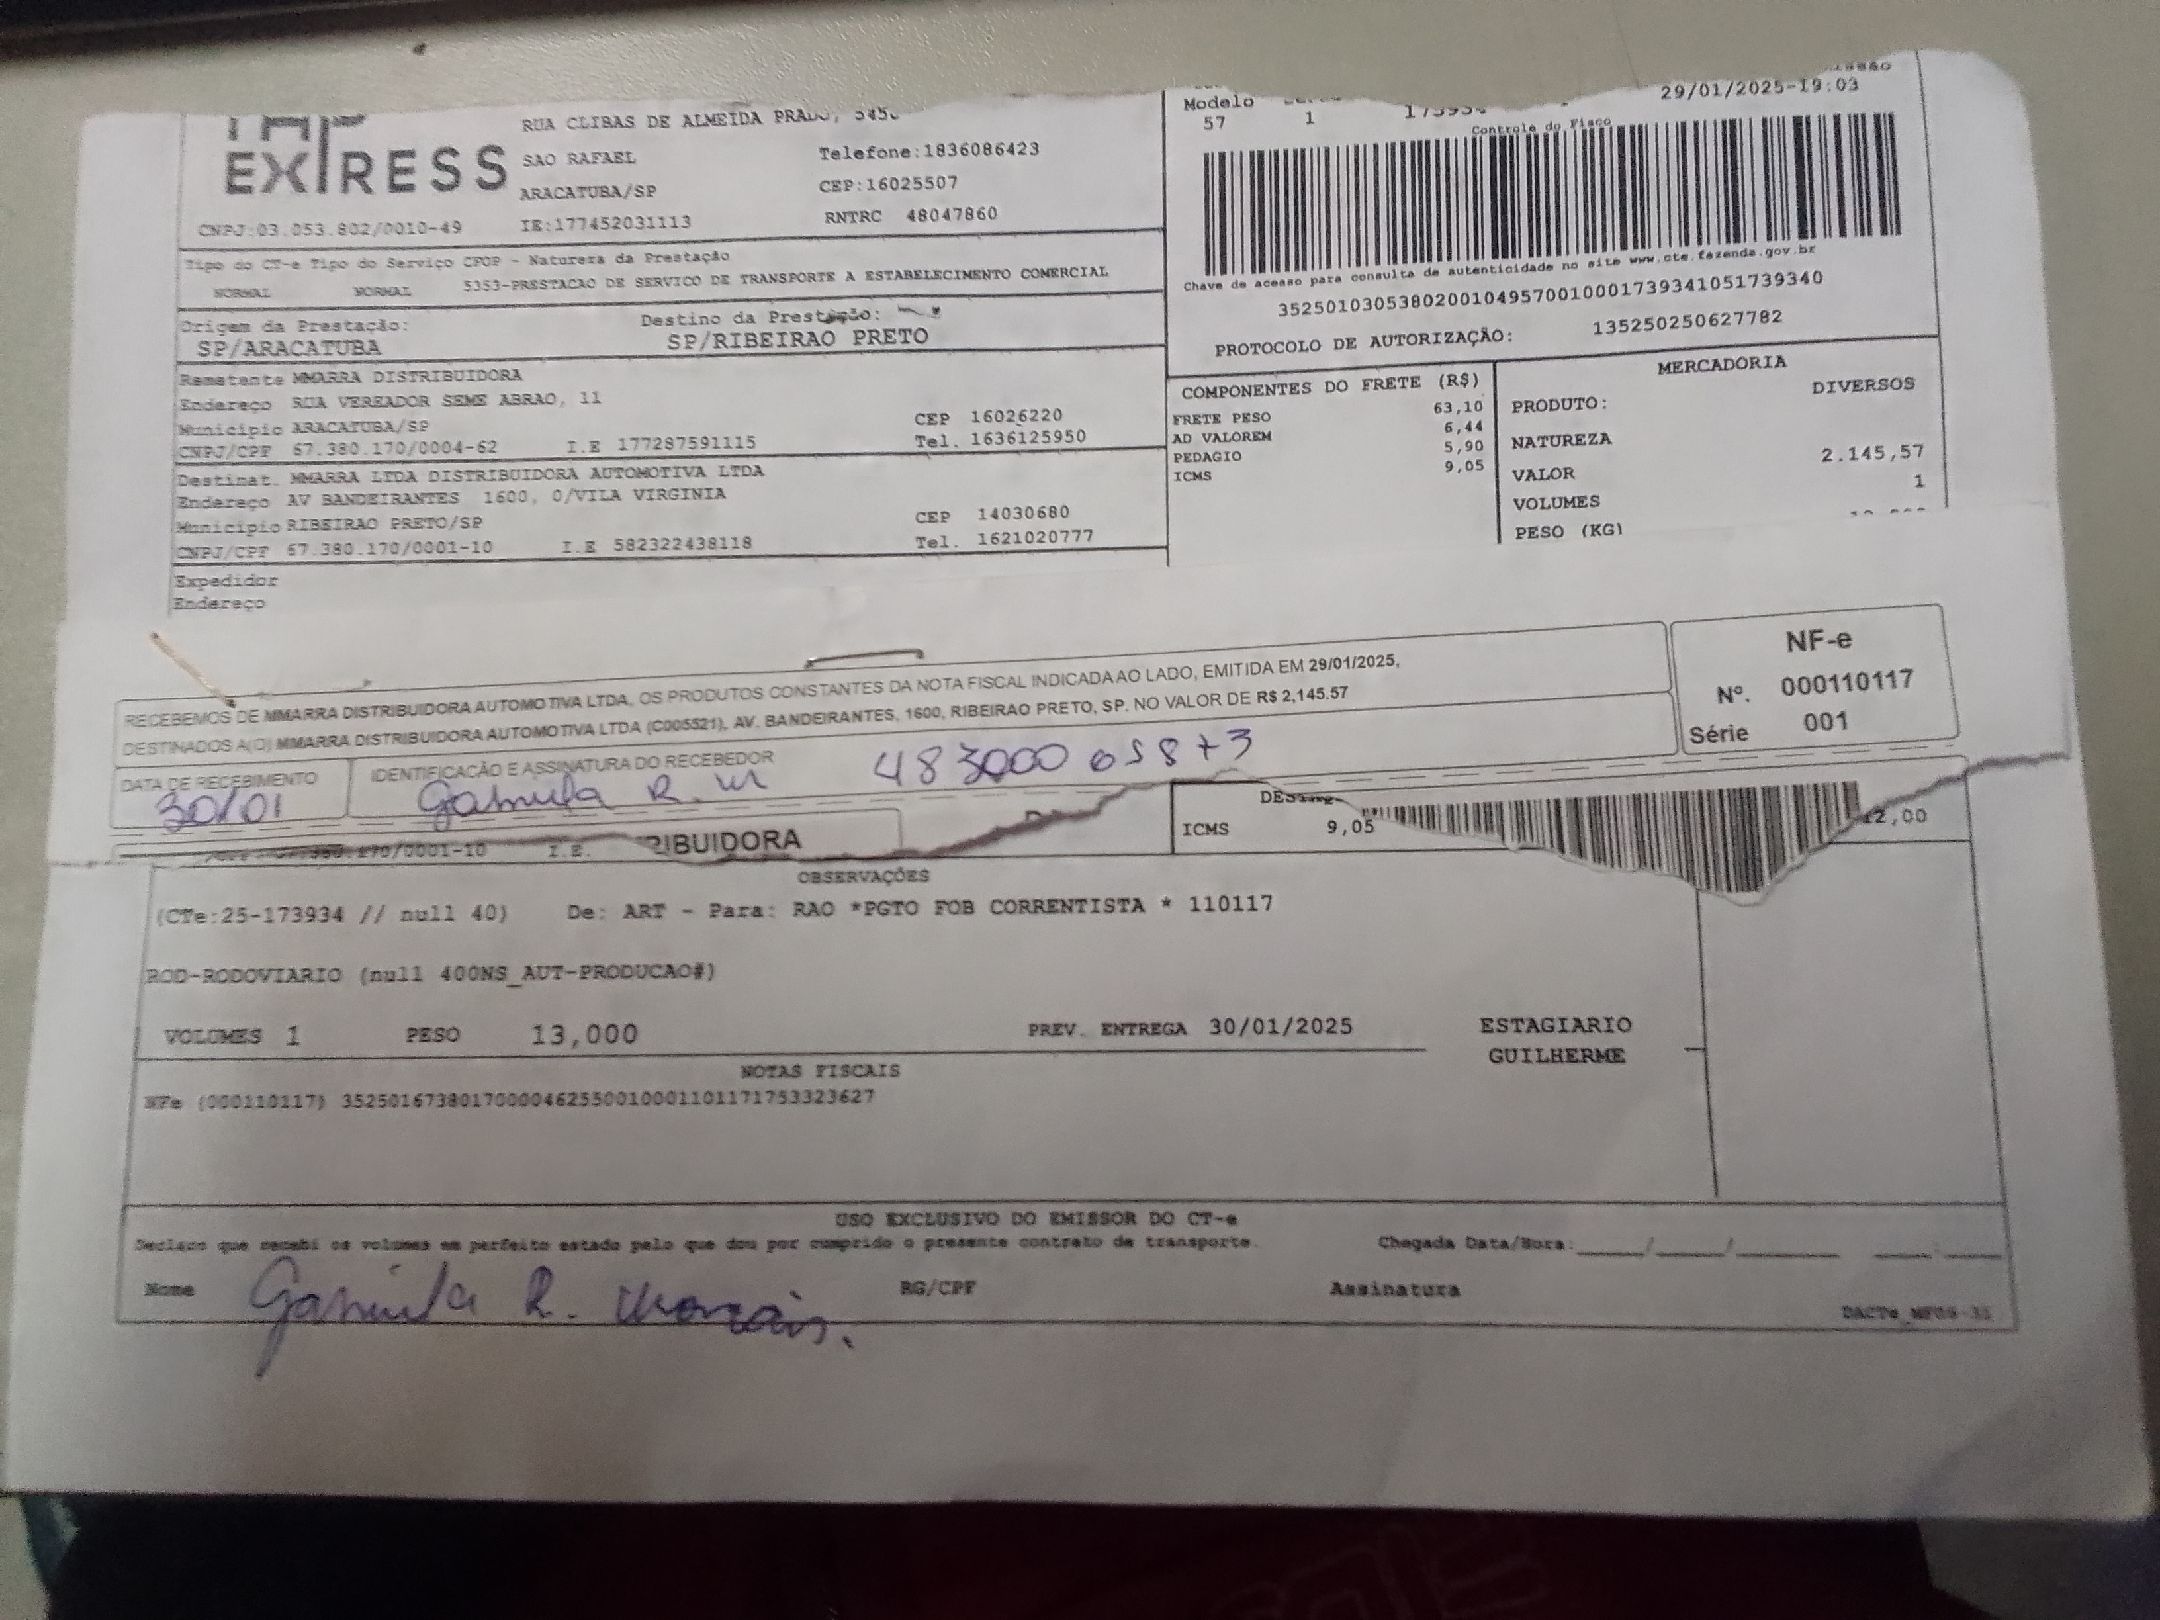 EXPRESS
RUA CLIBAS DE ALMEIDA PRADO,
SAO RAFAEL Telefone:1836086423
ARACATUBA/SP CEP:16025507
CNPJ:03.053.802/0010-49 IE:177452031113 RNTRC 48047860
Tipo do CT-e Tipo do Serviço CFOP - Natureza da Prestação
NORMAL NORMAL 5353-PRESTACAO DE SERVICO DE TRANSPORTE A ESTABELECIMENTO COMERCIAL
Origem da Prestação: Destino da Prestação:
SP/ARACATUBA SP/RIBEIRAO PRETO
Remetente MMARRA DISTRIBUIDORA
Endereço RUA VEREADOR SEME ABRAO, 11
Município ARACATUBA/SP CEP 16026220
CNPJ/CPF 67.380.170/0004-62 I.E 177287591115 Tel. 1636125950
Destinat. MMARRA LTDA DISTRIBUIDORA AUTOMOTIVA LTDA
Endereço AV BANDEIRANTES 1600, 0/VILA VIRGINIA
Município RIBEIRAO PRETO/SP CEP 14030680
CNPJ/CPF 67.380.170/0001-10 I.E 582322438118 Tel. 1621020777
Expedidor
Endereço
Modelo
57 1 173934 29/01/2025-19:03
Controle do Fisco
Chave de acesso para consulta de autenticidade no site www.cte.fazenda.gov.br
35250103053802001049570010001739341051739340
PROTOCOLO DE AUTORIZAÇÃO: 135250250627782
COMPONENTES DO FRETE (R$)
FRETE PESO 63,10
AD VALOREM 6,44
PEDAGIO 5,90
ICMS 9,05
MERCADORIA
PRODUTO: DIVERSOS
NATUREZA
VALOR 2.145,57
VOLUMES 1
PESO (KG)
RECEBEMOS DE MMARRA DISTRIBUIDORA AUTOMOTIVA LTDA, OS PRODUTOS CONSTANTES DA NOTA FISCAL INDICADA AO LADO, EMITIDA EM 29/01/2025,
DESTINADOS A(O) MMARRA DISTRIBUIDORA AUTOMOTIVA LTDA (C005521), AV. BANDEIRANTES, 1600, RIBEIRAO PRETO, SP. NO VALOR DE R$ 2,145.57
NF-e
Nº. 000110117
Série 001
DATA DE RECEBIMENTO IDENTIFICAÇÃO E ASSINATURA DO RECEBEDOR
30/01 Gabriela R. M 48300005873
.170/0001-10 I.E. RIBUIDORA
ICMS 9,05 12,00
OBSERVAÇÕES
(CTe:25-173934 // null 40) De: ART - Para: RAO *PGTO FOB CORRENTISTA * 110117
ROD-RODOVIARIO (null 400NS_AUT-PRODUCAO#)
VOLUMES 1 PESO 13,000 PREV. ENTREGA 30/01/2025 ESTAGIARIO
GUILHERME
NOTAS FISCAIS
NFe (000110117) 35250167380170000462550010001101171753323627
USO EXCLUSIVO DO EMISSOR DO CT-e
Declaro que recebi os volumes em perfeito estado pelo que dou por cumprido o presente contrato de transporte. Chegada Data/Hora:____/____/______ ___:___
Nome Gabriela R. Morais. RG/CPF Assinatura